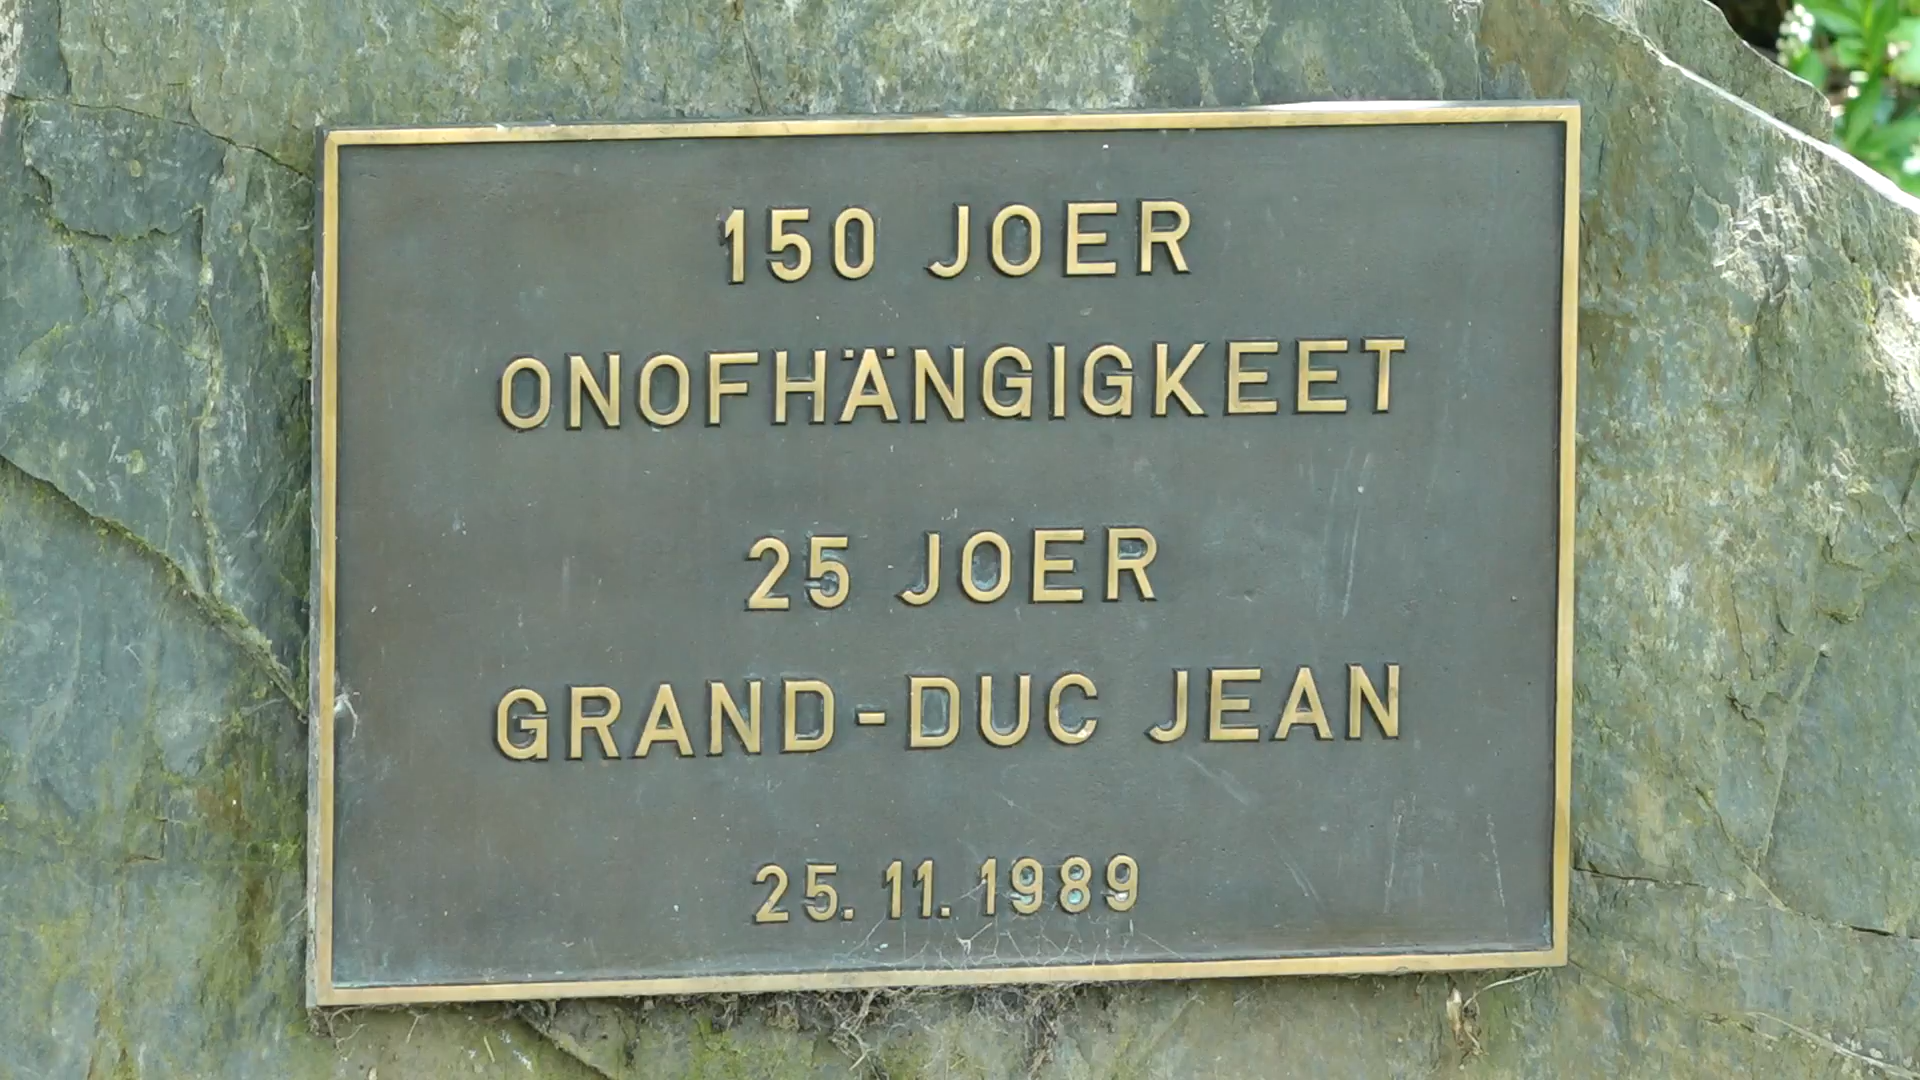 150 JOER
ONOFHÄNGIGKEET
25 JOER
GRAND-DUC JEAN
25.11.1989